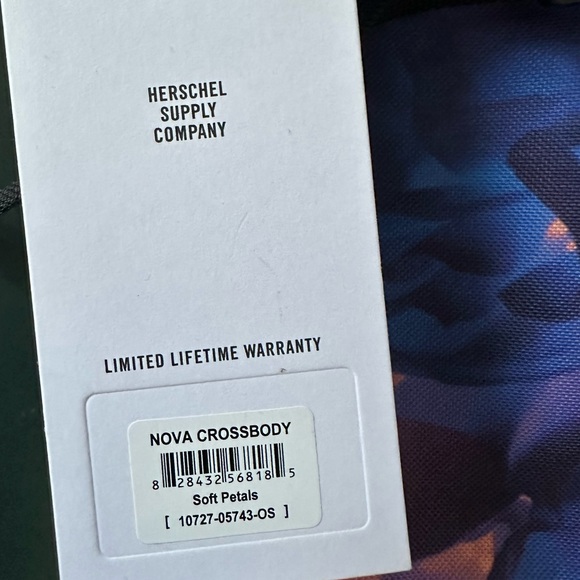 HERSCHEL
SUPPLY
COMPANY
LIMITED LIFETIME WARRANTY
NOVA CROSSBODY
8 28432 56818 5
Soft Petals
[ 10727-05743-OS ]